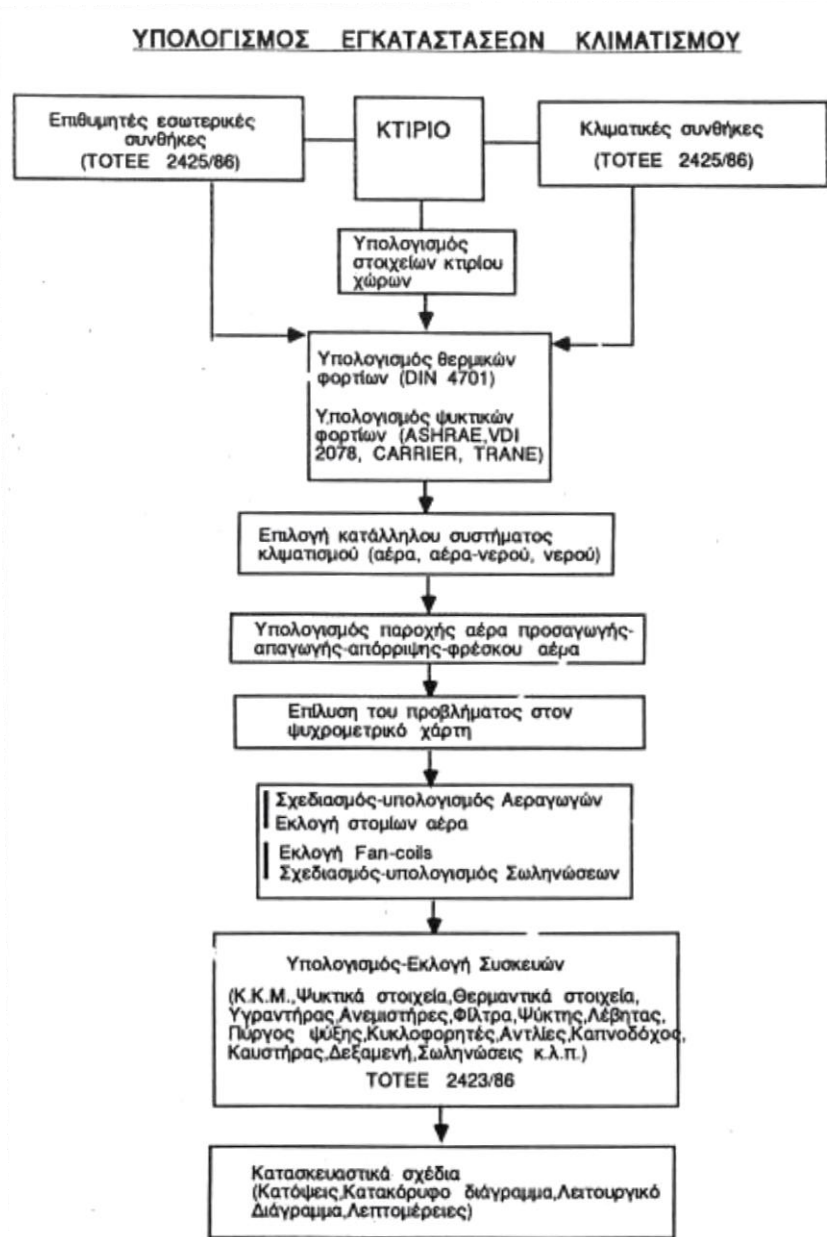 ΥΠΟΛΟΓΙΣΜΟΣ ΕΓΚΑΤΑΣΤΑΣΕΩΝ ΚΛΙΜΑΤΙΣΜΟΥ
Επιθυμητές εσωτερικές
συνθήκες
(ΤΟΤΕΕ 2425/86)
ΚΤΙΡΙΟ
Κλιματικές συνθήκες
(ΤΟΤΕΕ 2425/86)
Υπολογισμός
στοιχείων κτιρίου
χώρων
Υπολογισμός θερμικών
φορτίων (DIN 4701)
Υπολογισμός ψυκτικών
φορτίων (ASHRAE,VDI
2078, CARRIER, TRANE)
Επιλογή κατάλληλου συστήματος
κλιματισμού (αέρα, αέρα-νερού, νερού)
Υπολογισμός παροχής αέρα προσαγωγής-
απαγωγής-απόρριψης-φρέσκου αέρα
Επίλυση του προβλήματος στον
ψυχρομετρικό χάρτη
Σχεδιασμός-υπολογισμός Αεραγωγών
Εκλογή στομίων αέρα
Εκλογή Fan-coils
Σχεδιασμός-υπολογισμός Σωληνώσεων
Υπολογισμός-Εκλογή Συσκευών
(Κ.Κ.Μ.,Ψυκτικά στοιχεία,Θερμαντικά στοιχεία,
Υγραντήρας,Ανεμιστήρες,Φίλτρα,Ψύκτης,Λέβητας,
Πύργος ψύξης,Κυκλοφορητές,Αντλίες,Καπνοδόχος,
Καυστήρας,Δεξαμενή,Σωληνώσεις κ.λ.π.)
ΤΟΤΕΕ 2423/86
Κατασκευαστικά σχέδια
(Κατόψεις,Κατακόρυφο διάγραμμα,Λειτουργικό
Διάγραμμα,Λεπτομέρειες)